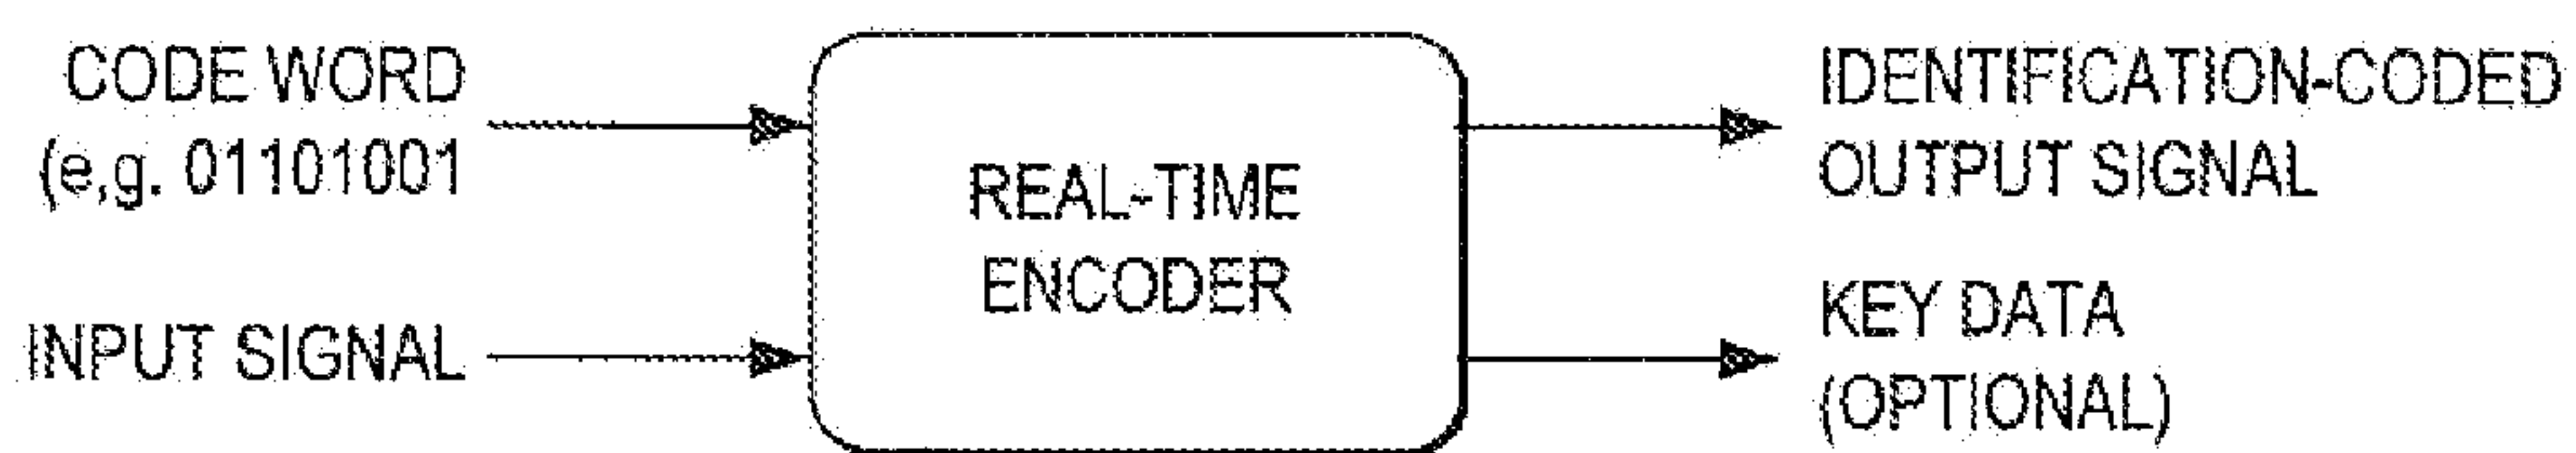 CODE WORD
(e,g. 01101001
INPUT SIGNAL
REAL-TIME
ENCODER
IDENTIFICATION-CODED
OUTPUT SIGNAL
KEY DATA
(OPTIONAL)